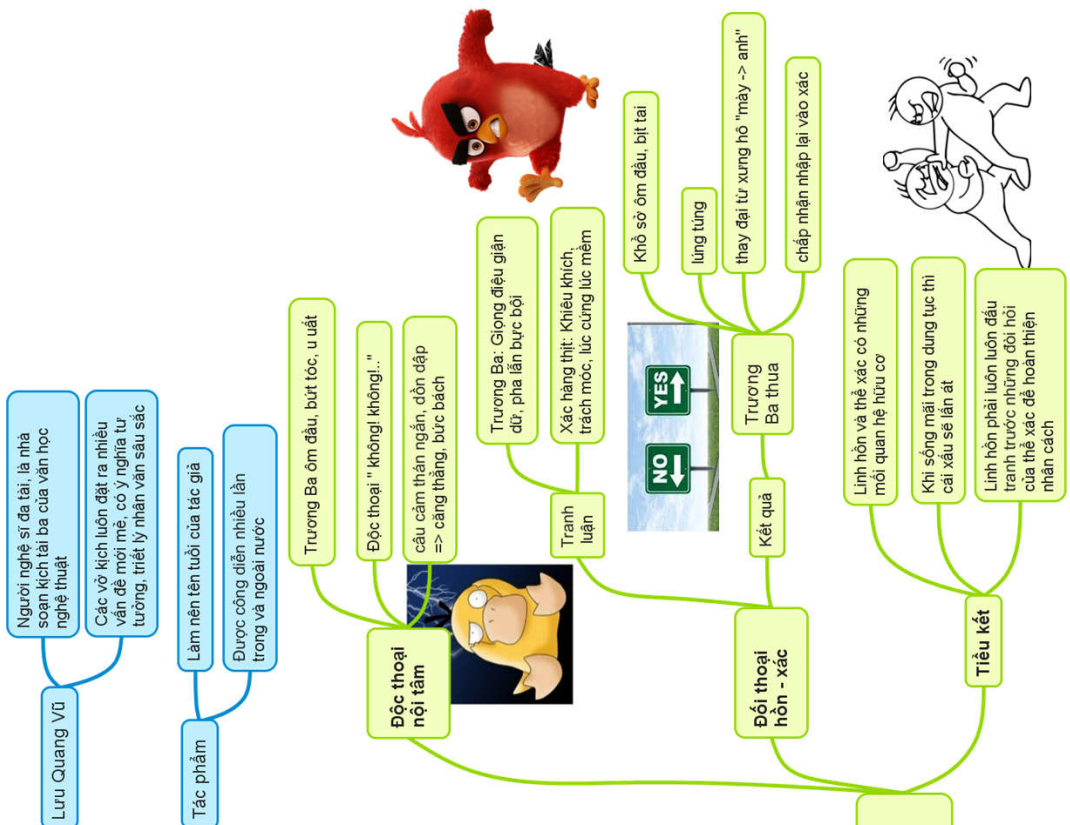 Lưu Quang Vũ
Người nghệ sĩ đa tài, là nhà
soạn kịch tài ba của văn học
nghệ thuật
Các vở kịch luôn đặt ra nhiều
vấn đề mới mẻ, có ý nghĩa tư
tưởng, triết lý nhân văn sâu sắc
Tác phẩm
Làm nên tên tuổi của tác giả
Được công diễn nhiều lần
trong và ngoài nước
Độc thoại
nội tâm
Trương Ba ôm đầu, bứt tóc, u uất
Độc thoại " không! không!.."
câu cảm thán ngắn, dồn dập
=> căng thẳng, bức bách
Đối thoại
hồn - xác
Tranh
luận
Trương Ba: Giọng điệu giận
dữ, pha lẫn bực bội
Xác hàng thịt: Khiêu khích,
trách móc, lúc cứng lúc mềm
Kết quả
NO
YES
Trương
Ba thua
Khổ sở ôm đầu, bịt tai
lúng túng
thay đại từ xưng hô "mày -> anh"
chấp nhận nhập lại vào xác
Tiểu kết
Linh hồn và thể xác có những
mối quan hệ hữu cơ
Khi sống mãi trong dung tục thì
cái xấu sẽ lấn át
Linh hồn phải luôn luôn đấu
tranh trước những đòi hỏi
của thể xác để hoàn thiện
nhân cách